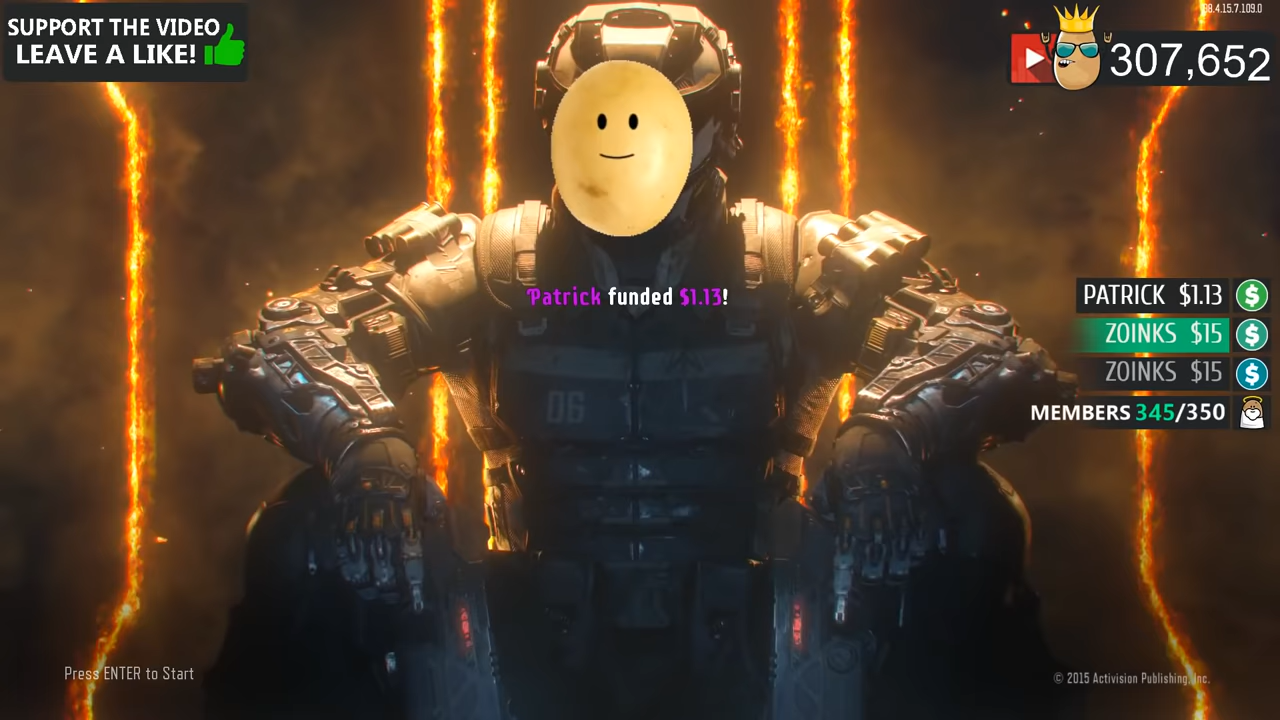 SUPPORT THE VIDEO
LEAVE A LIKE!
307,652
Patrick funded $1.13!
PATRICK $1.13
ZOINKS $15
ZOINKS $15
MEMBERS 345/350
06
Press ENTER to Start
© 2015 Activision Publishing, Inc.